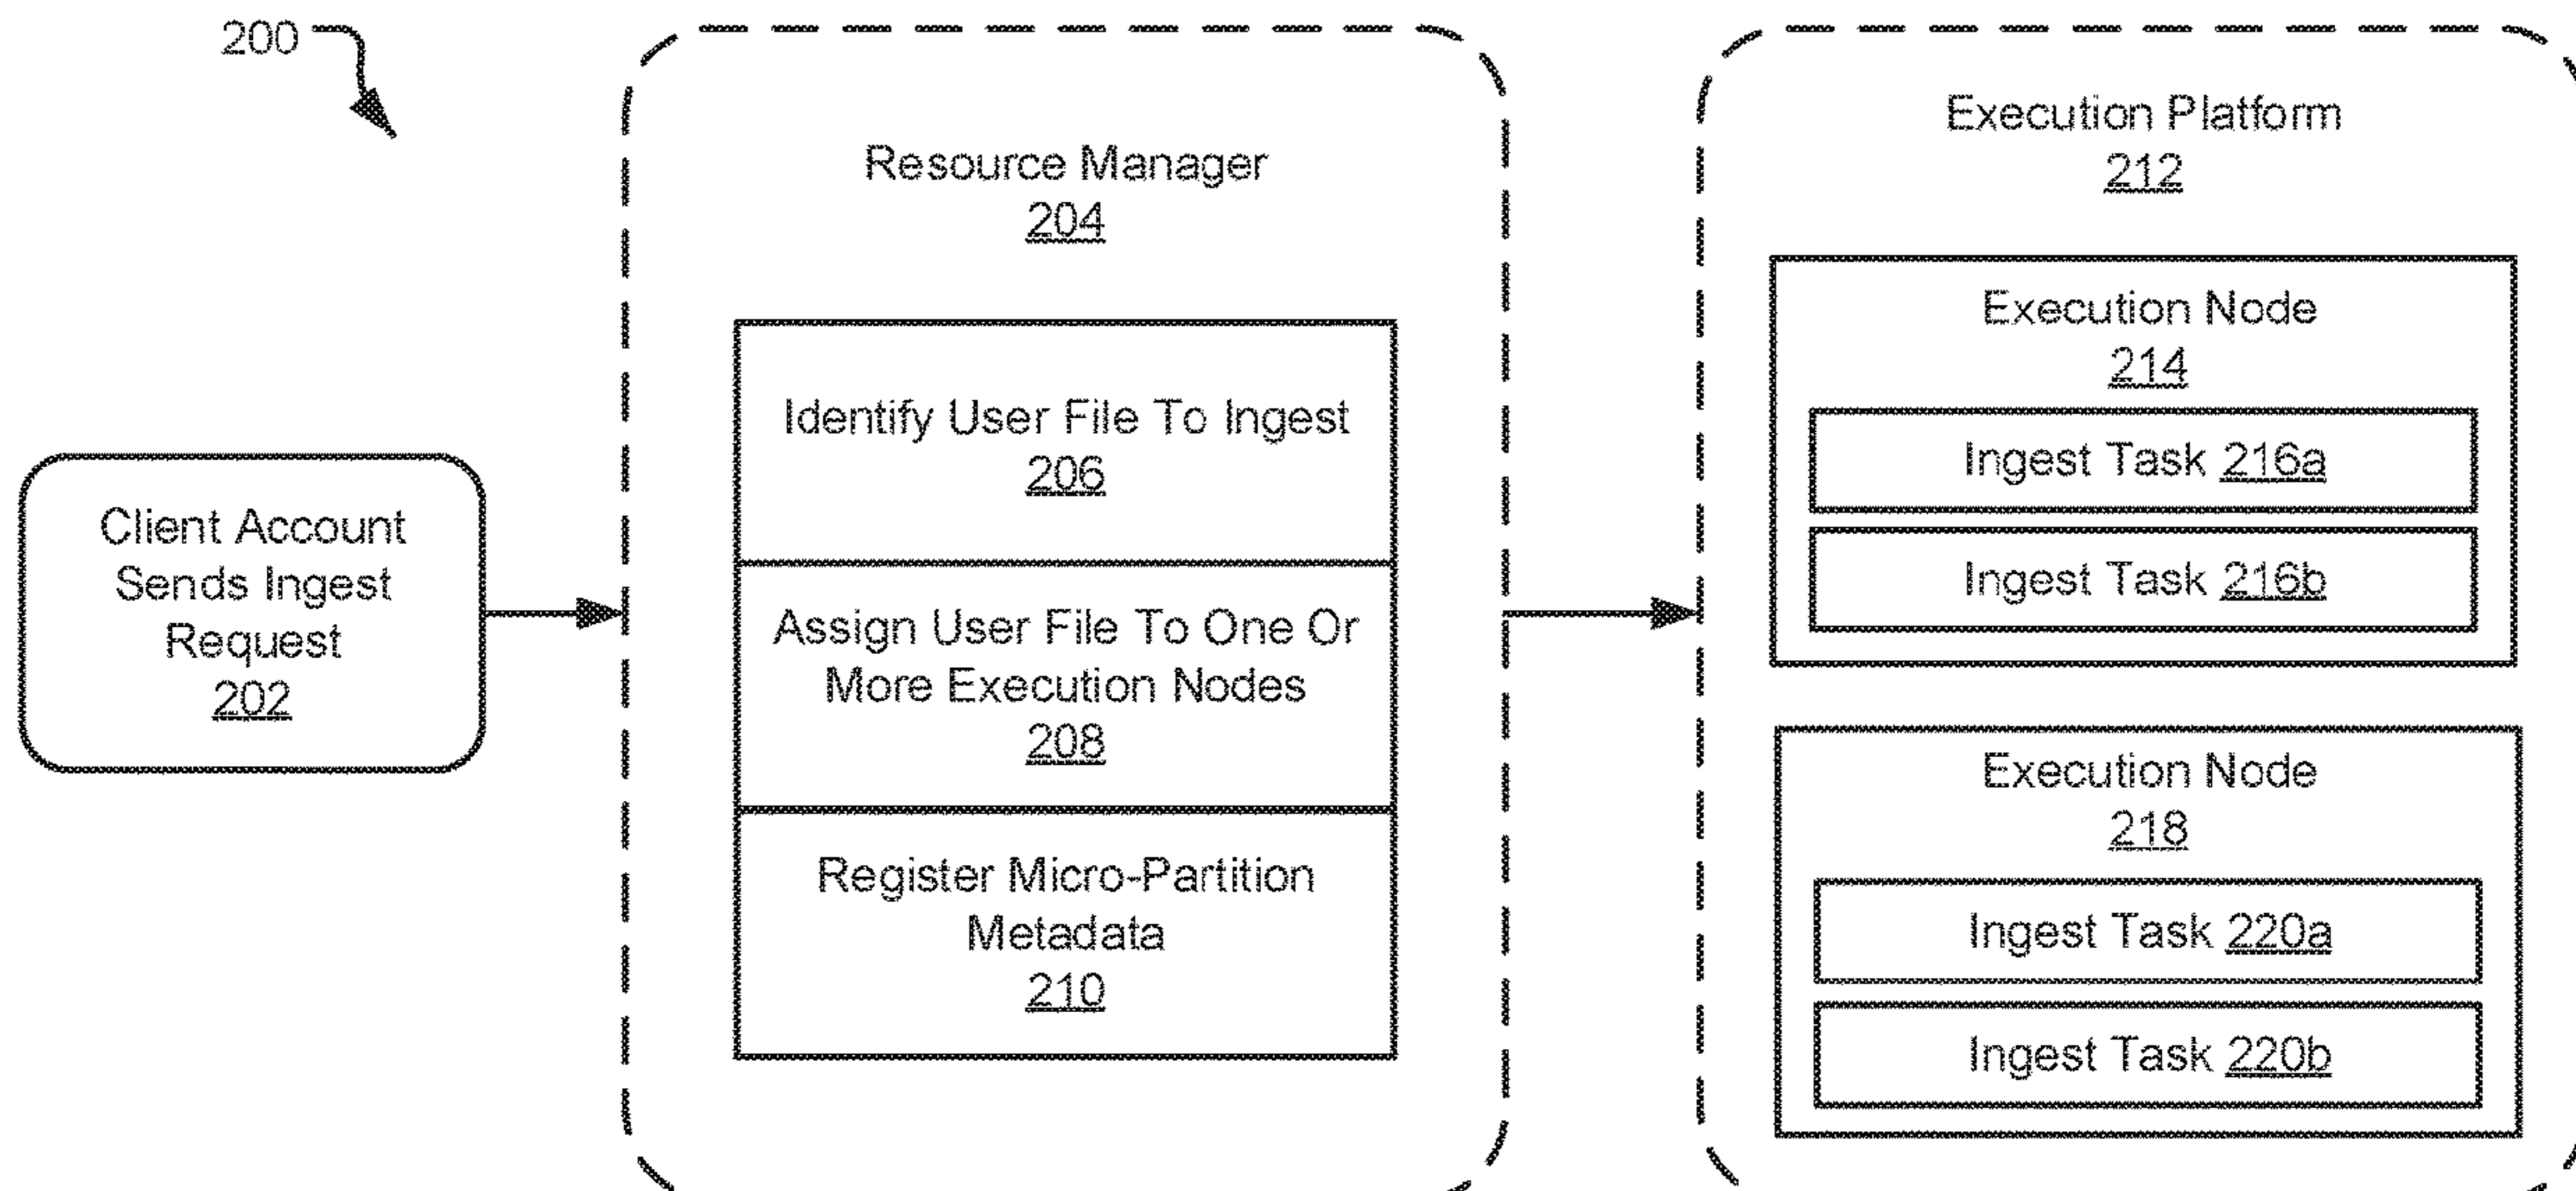 200
Client Account
Sends Ingest
Request
202
Resource Manager
204
Identify User File To Ingest
206
Assign User File To One Or
More Execution Nodes
208
Register Micro-Partition
Metadata
210
Execution Platform
212
Execution Node
214
Ingest Task 216a
Ingest Task 216b
Execution Node
218
Ingest Task 220a
Ingest Task 220b